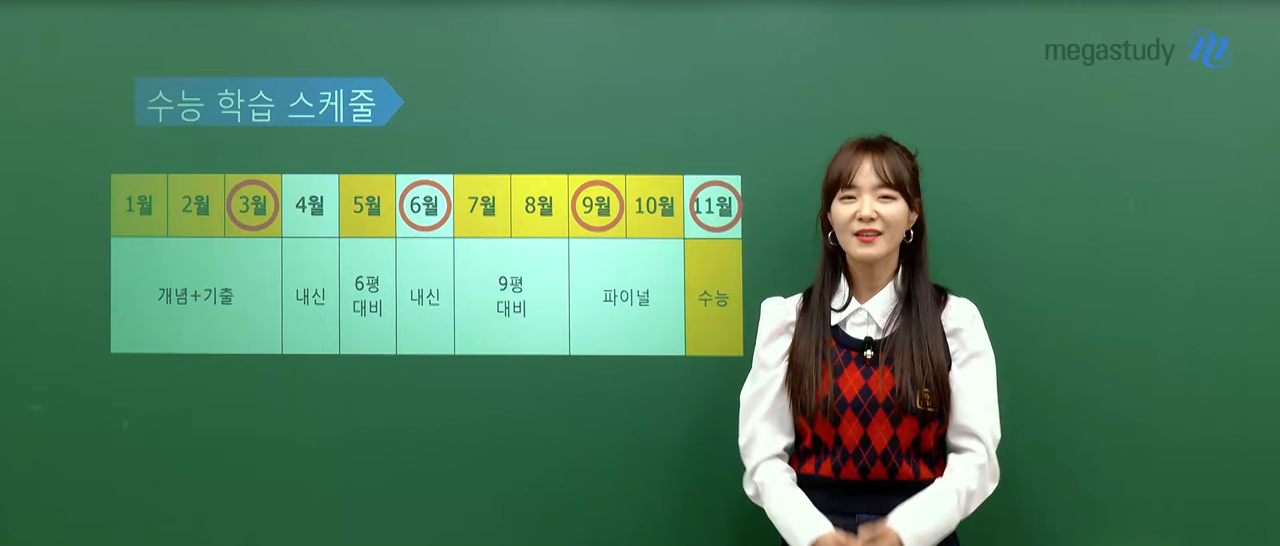 megastudy
수능 학습 스케줄
1월 2월 3월 4월 5월 6월 7월 8월 9월 10월 11월
개념+기출 내신 6평 대비 내신 9평 대비 파이널 수능